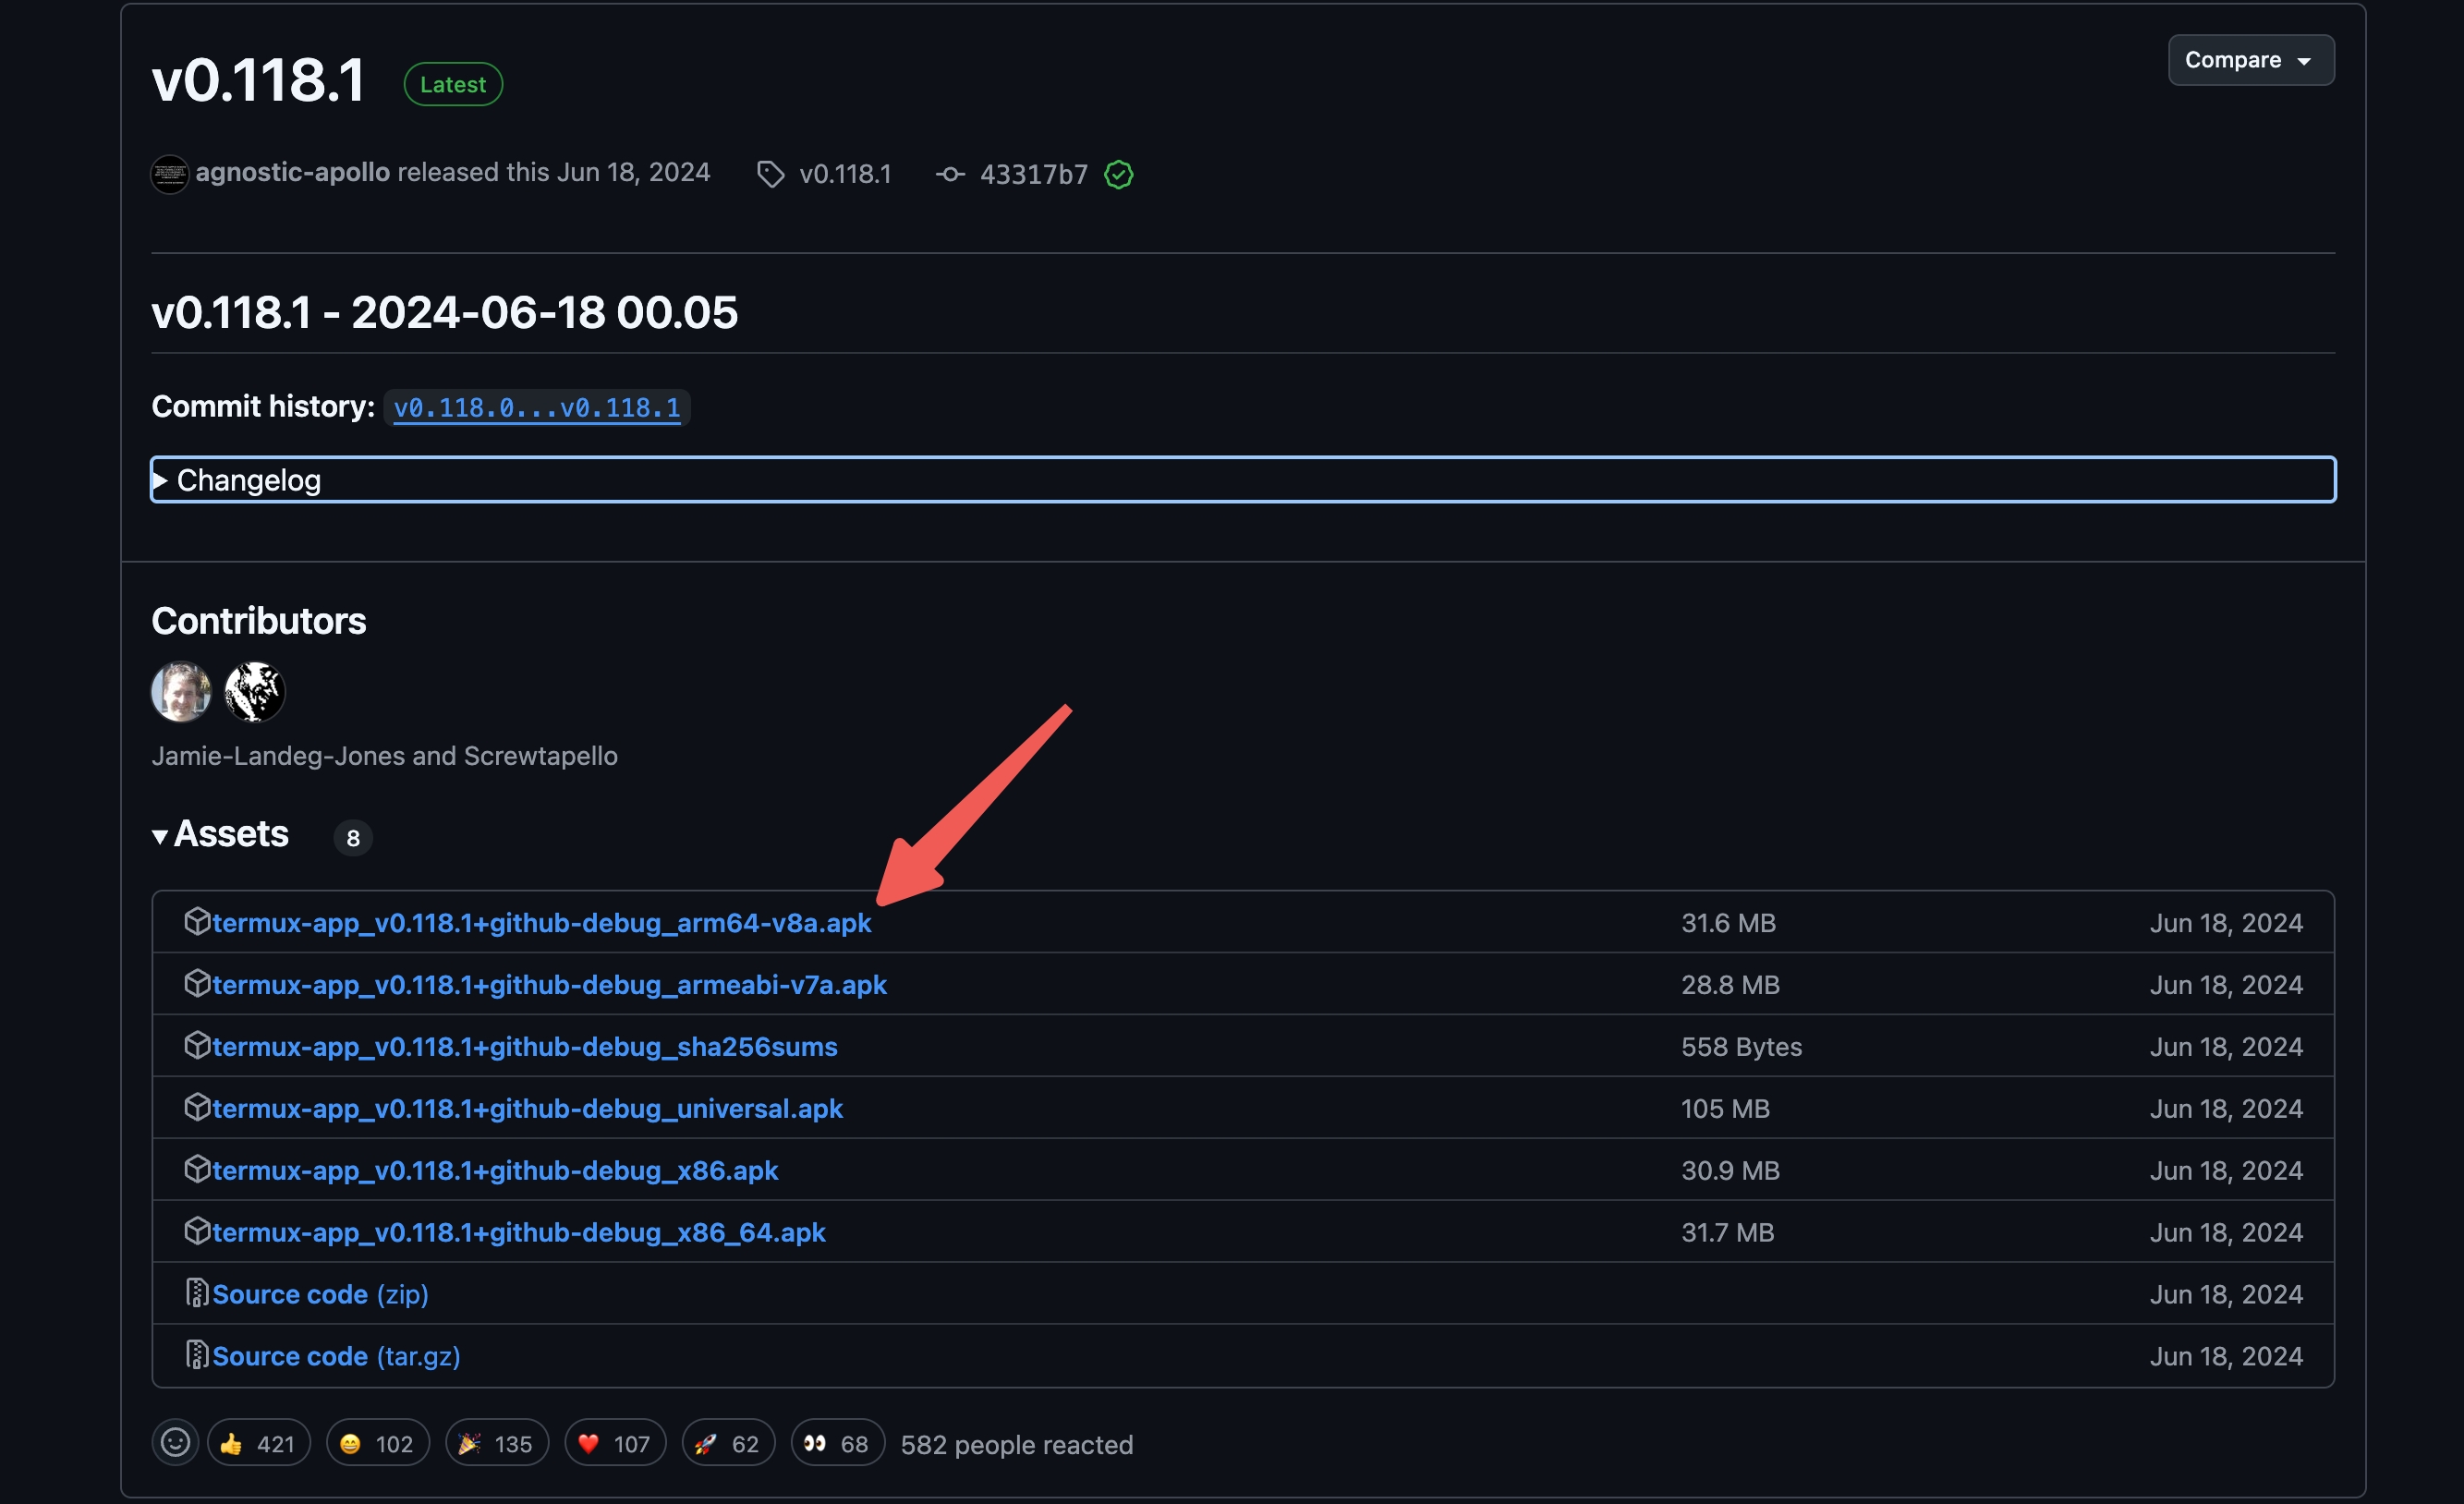 v0.118.1 Latest Compare
agnostic-apollo released this Jun 18, 2024 v0.118.1 43317b7
v0.118.1 - 2024-06-18 00.05
Commit history: v0.118.0...v0.118.1
Changelog
Contributors
Jamie-Landeg-Jones and Screwtapello
Assets 8
termux-app_v0.118.1+github-debug_arm64-v8a.apk 31.6 MB Jun 18, 2024
termux-app_v0.118.1+github-debug_armeabi-v7a.apk 28.8 MB Jun 18, 2024
termux-app_v0.118.1+github-debug_sha256sums 558 Bytes Jun 18, 2024
termux-app_v0.118.1+github-debug_universal.apk 105 MB Jun 18, 2024
termux-app_v0.118.1+github-debug_x86.apk 30.9 MB Jun 18, 2024
termux-app_v0.118.1+github-debug_x86_64.apk 31.7 MB Jun 18, 2024
Source code (zip) Jun 18, 2024
Source code (tar.gz) Jun 18, 2024
👍 421 😄 102 🎉 135 ❤️ 107 🚀 62 👀 68 582 people reacted